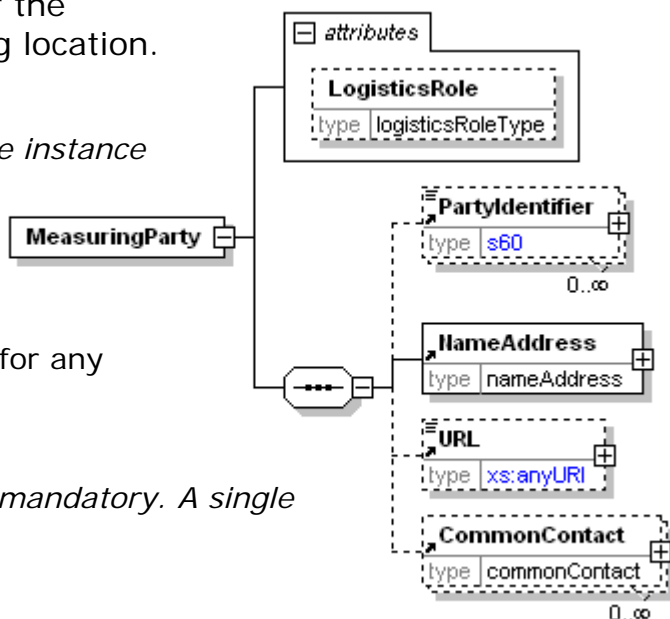 the
g location.
e instance
for any
mandatory. A single
attributes
LogisticsRole
type logisticsRoleType
MeasuringParty
PartyIdentifier
type s60
0..∞
NameAddress
type nameAddress
URL
type xs:anyURI
CommonContact
type commonContact
0..∞